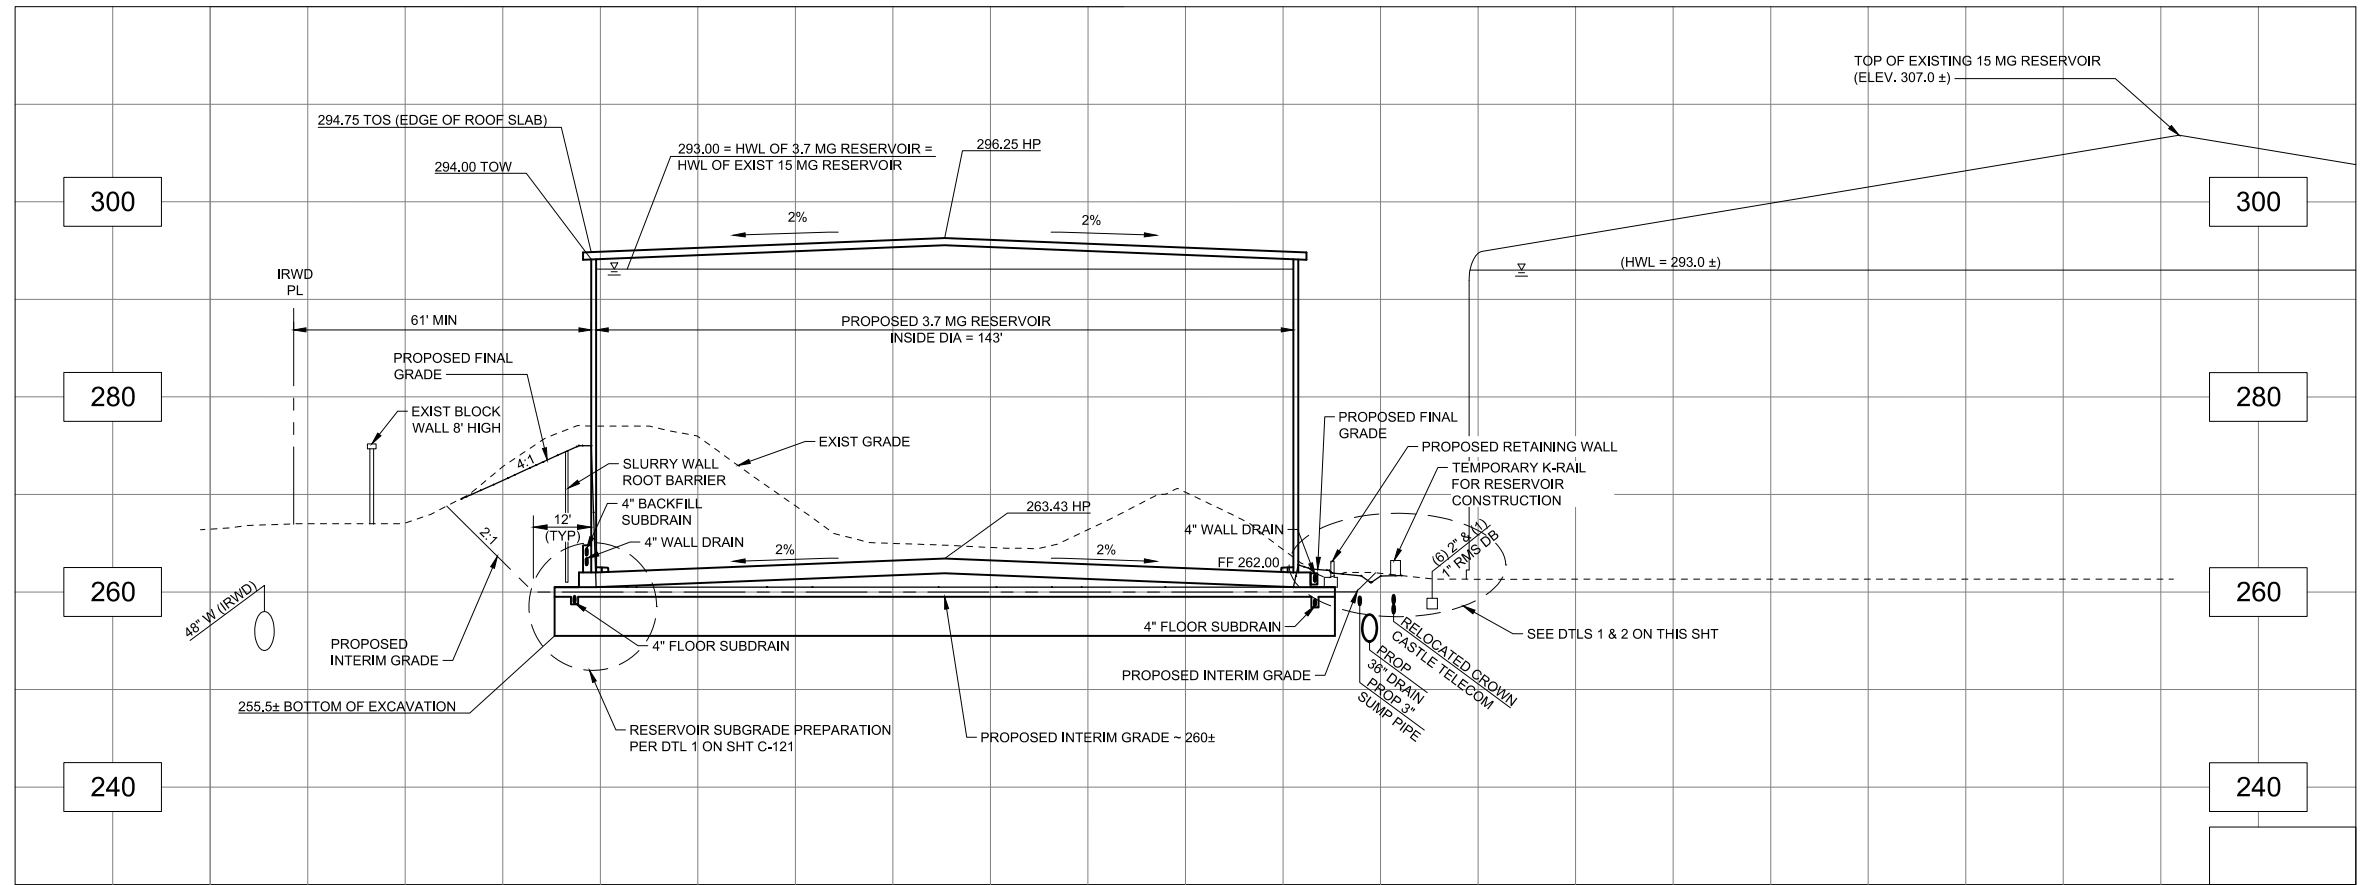 TOP OF EXISTING 15 MG RESERVOIR
(ELEV. 307.0 ±)
294.75 TOS (EDGE OF ROOF SLAB)
293.00 = HWL OF 3.7 MG RESERVOIR =
HWL OF EXIST 15 MG RESERVOIR
296.25 HP
294.00 TOW
300
300
2%
2%
IRWD
PL
(HWL = 293.0 ±)
61' MIN
PROPOSED 3.7 MG RESERVOIR
INSIDE DIA = 143'
PROPOSED FINAL
GRADE
280
280
EXIST BLOCK
WALL 8' HIGH
EXIST GRADE
PROPOSED FINAL
GRADE
PROPOSED RETAINING WALL
4:1
SLURRY WALL
ROOT BARRIER
TEMPORARY K-RAIL
FOR RESERVOIR
CONSTRUCTION
4" BACKFILL
SUBDRAIN
263.43 HP
12'
(TYP)
4" WALL DRAIN
4" WALL DRAIN
2:1
2%
2%
FF 262.00
(6) 2" & (1)
1" RMS DB
260
260
48" W (IRWD)
PROPOSED
INTERIM GRADE
4" FLOOR SUBDRAIN
4" FLOOR SUBDRAIN
SEE DTLS 1 & 2 ON THIS SHT
PROPOSED INTERIM GRADE
RELOCATED CROWN
CASTLE TELECOM
PROP
36" DRAIN
PROP 3"
SUMP PIPE
255.5± BOTTOM OF EXCAVATION
RESERVOIR SUBGRADE PREPARATION
PER DTL 1 ON SHT C-121
PROPOSED INTERIM GRADE ~ 260±
240
240